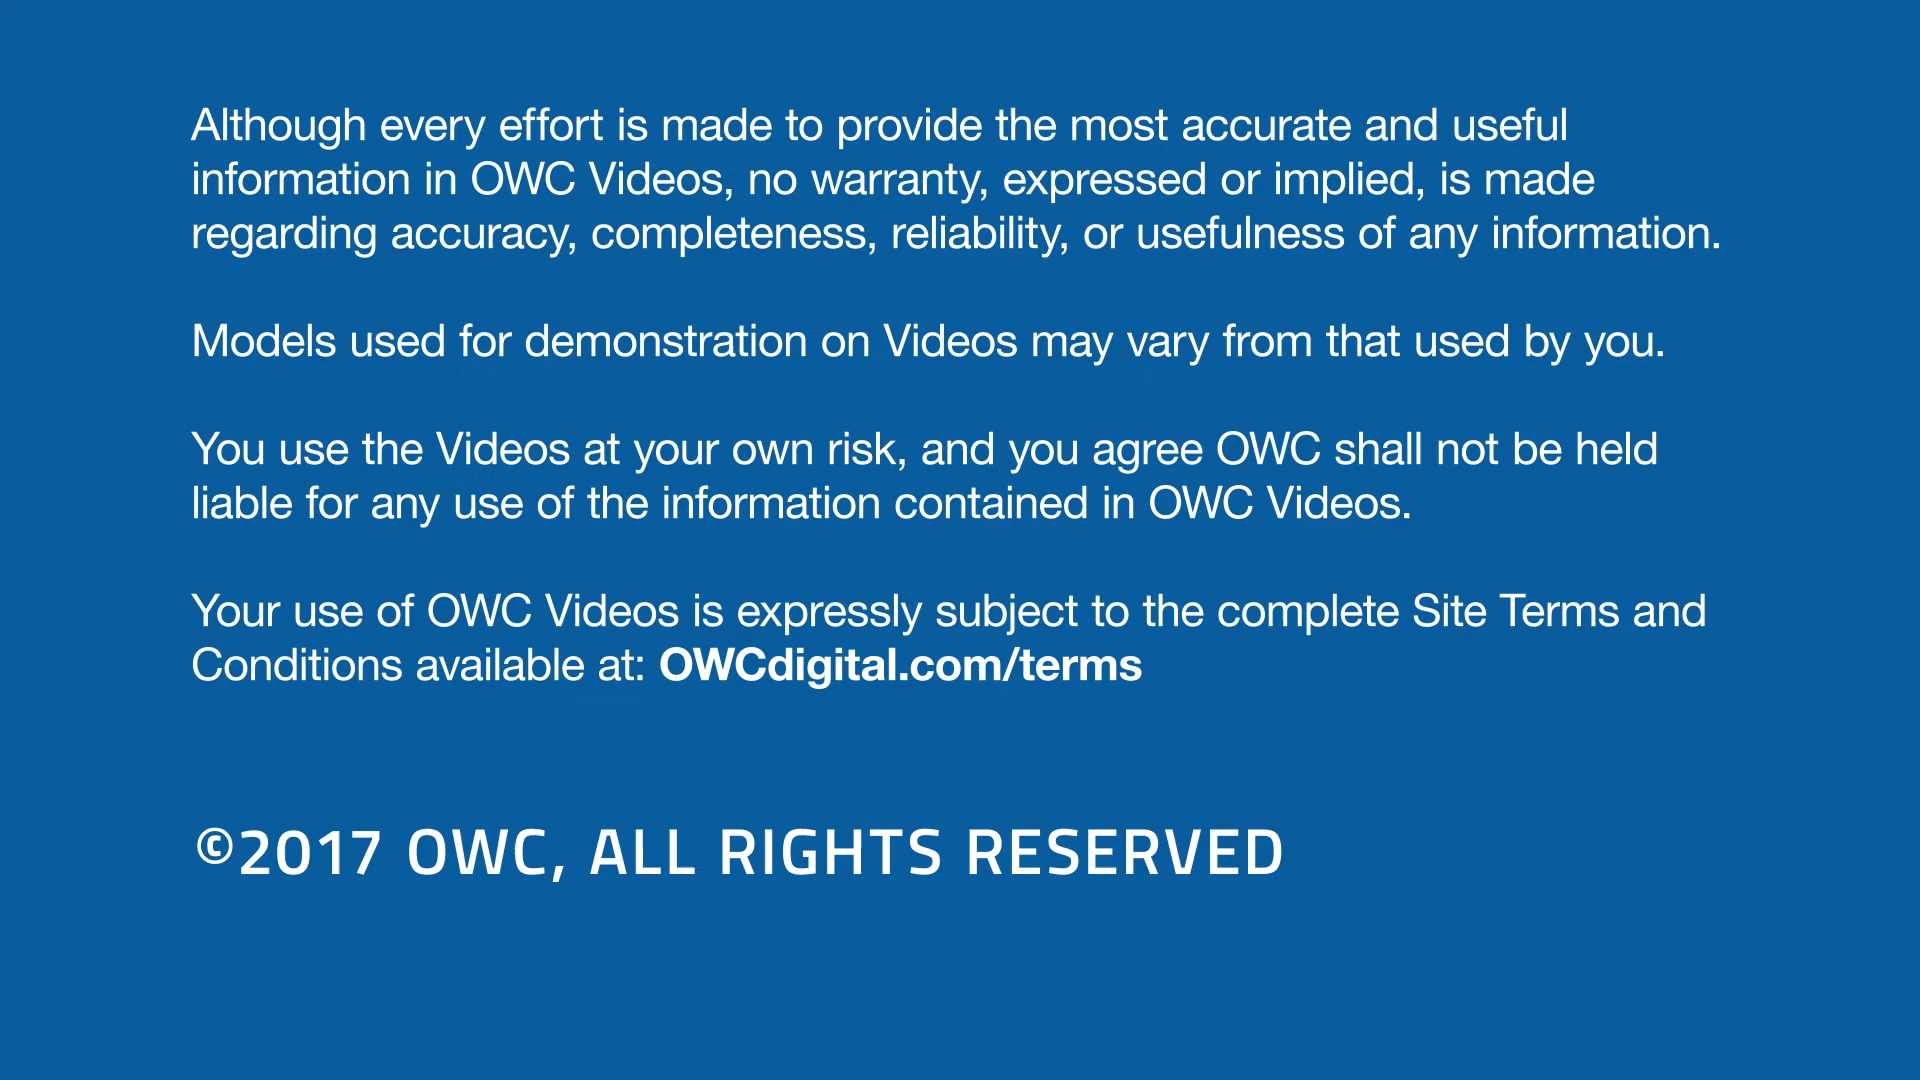 Although every effort is made to provide the most accurate and useful
information in OWC Videos, no warranty, expressed or implied, is made
regarding accuracy, completeness, reliability, or usefulness of any information.
Models used for demonstration on Videos may vary from that used by you.
You use the Videos at your own risk, and you agree OWC shall not be held
liable for any use of the information contained in OWC Videos.
Your use of OWC Videos is expressly subject to the complete Site Terms and
Conditions available at: OWCdigital.com/terms
©2017 OWC, ALL RIGHTS RESERVED